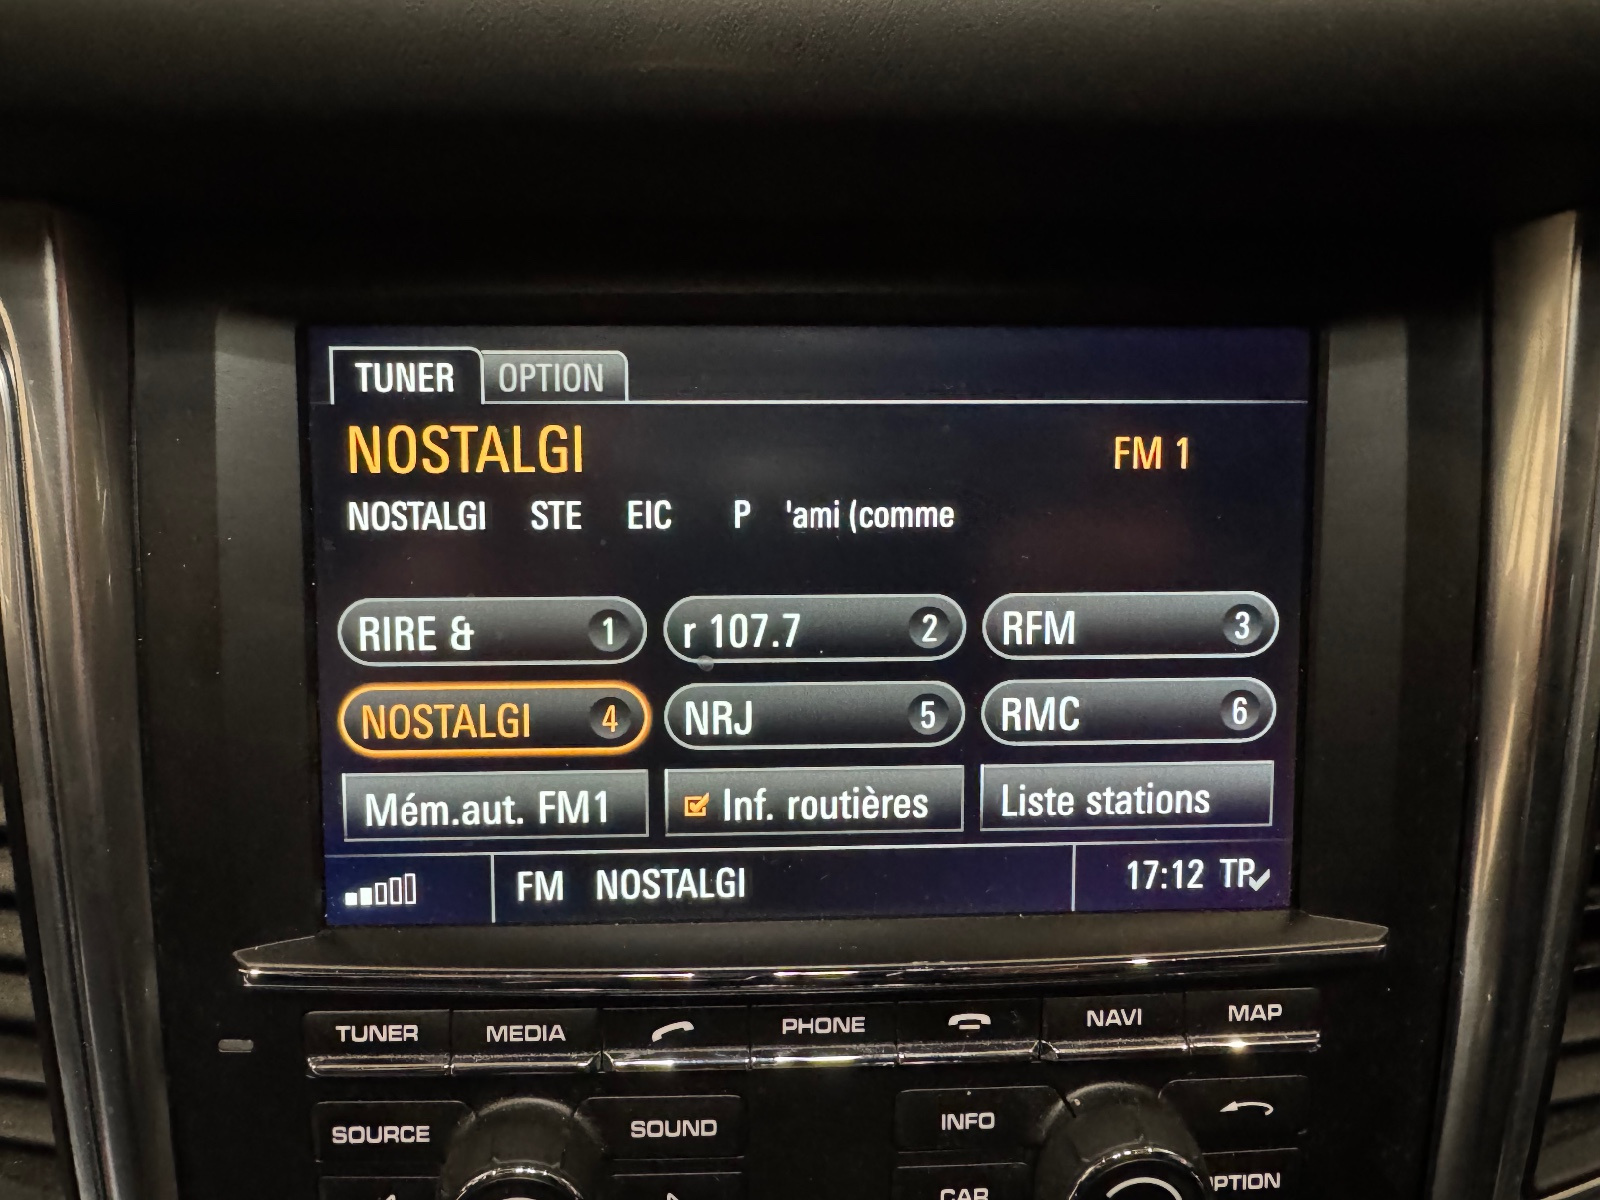 TUNER OPTION
NOSTALGI FM 1
NOSTALGI STE EIC P 'ami (comme
RIRE & 1 r 107.7 2 RFM 3
NOSTALGI 4 NRJ 5 RMC 6
Mém.aut. FM1 Inf. routières Liste stations
FM NOSTALGI 17:12 TP
TUNER MEDIA PHONE NAVI MAP
SOURCE SOUND INFO
CAR OPTION